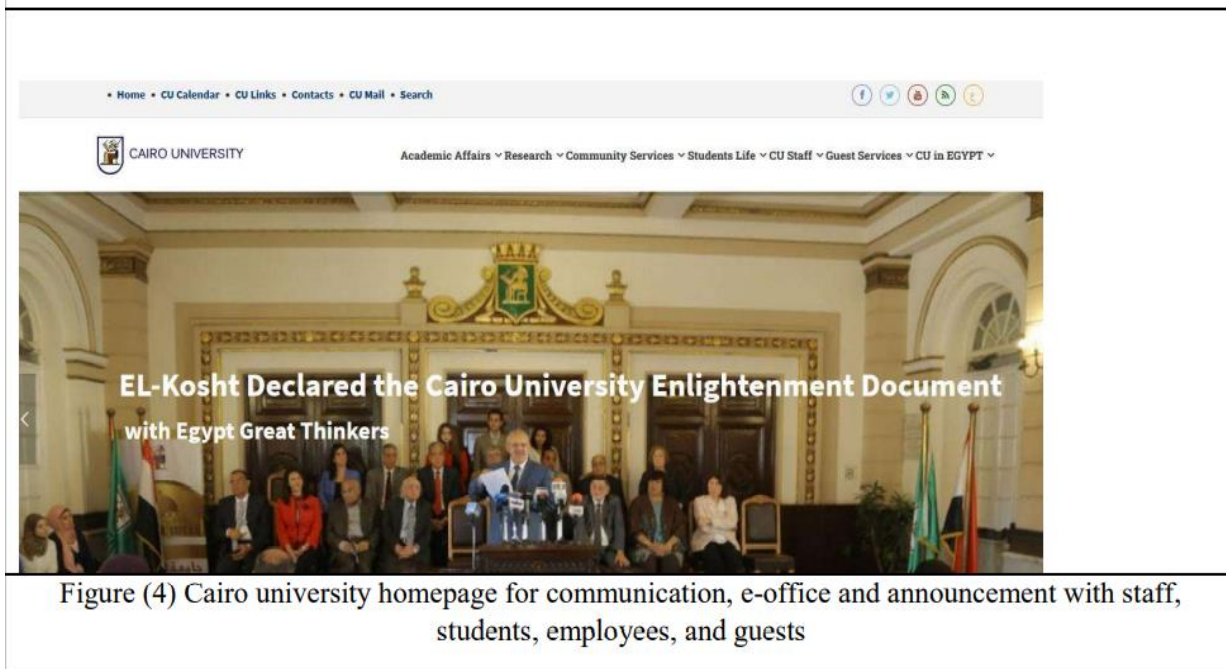 • Home • CU Calendar • CU Links • Contacts • CU Mail • Search
CAIRO UNIVERSITY
Academic Affairs Research Community Services Students Life CU Staff Guest Services CU in EGYPT
EL-Kosht Declared the Cairo University Enlightenment Document
with Egypt Great Thinkers
Figure (4) Cairo university homepage for communication, e-office and announcement with staff,
students, employees, and guests